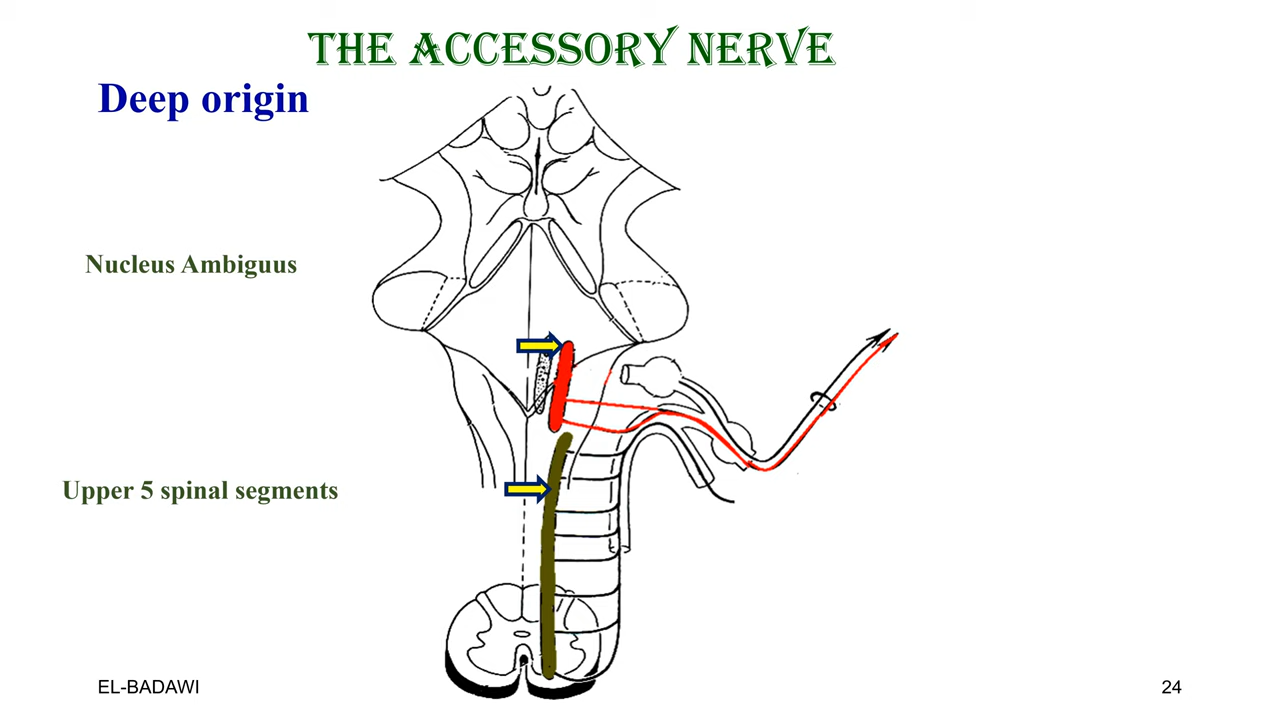 THE ACCESSORY NERVE
Deep origin
Nucleus Ambiguus
Upper 5 spinal segments
EL-BADAWI
24